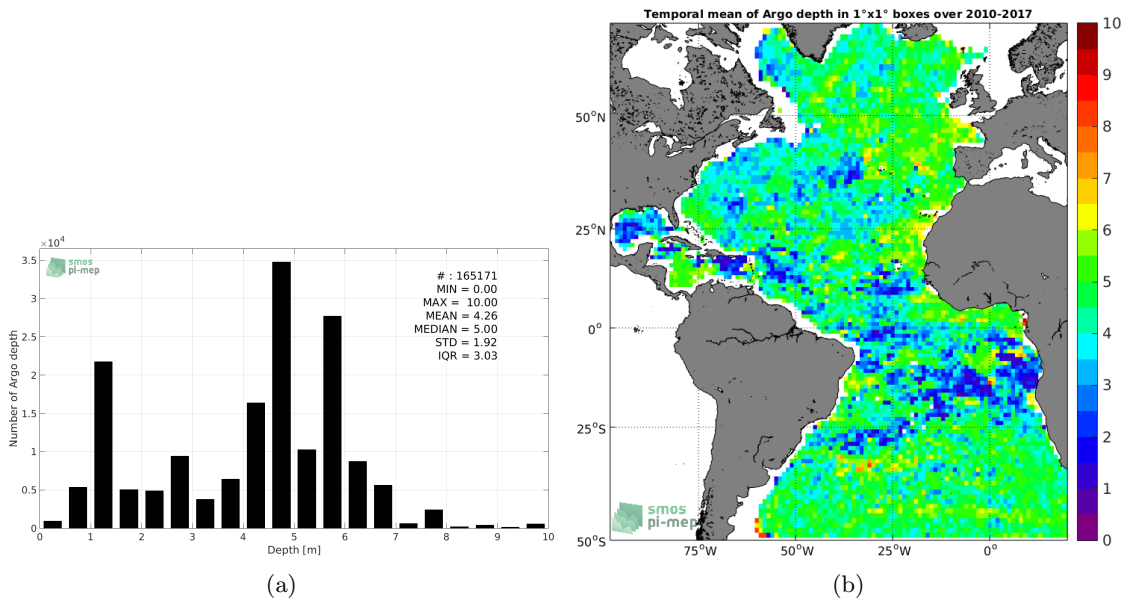 Temporal mean of Argo depth in 1°x1° boxes over 2010-2017
×10⁴
smos
pi-mep
# : 165171
MIN = 0.00
MAX = 10.00
MEAN = 4.26
MEDIAN = 5.00
STD = 1.92
IQR = 3.03
3.5
3
2.5
2
1.5
1
0.5
0
Number of Argo depth
0 1 2 3 4 5 6 7 8 9 10
Depth [m]
(a)
50°N
25°N
0°
25°S
50°S
75°W 50°W 25°W 0°
smos
pi-mep
10
9
8
7
6
5
4
3
2
1
0
(b)